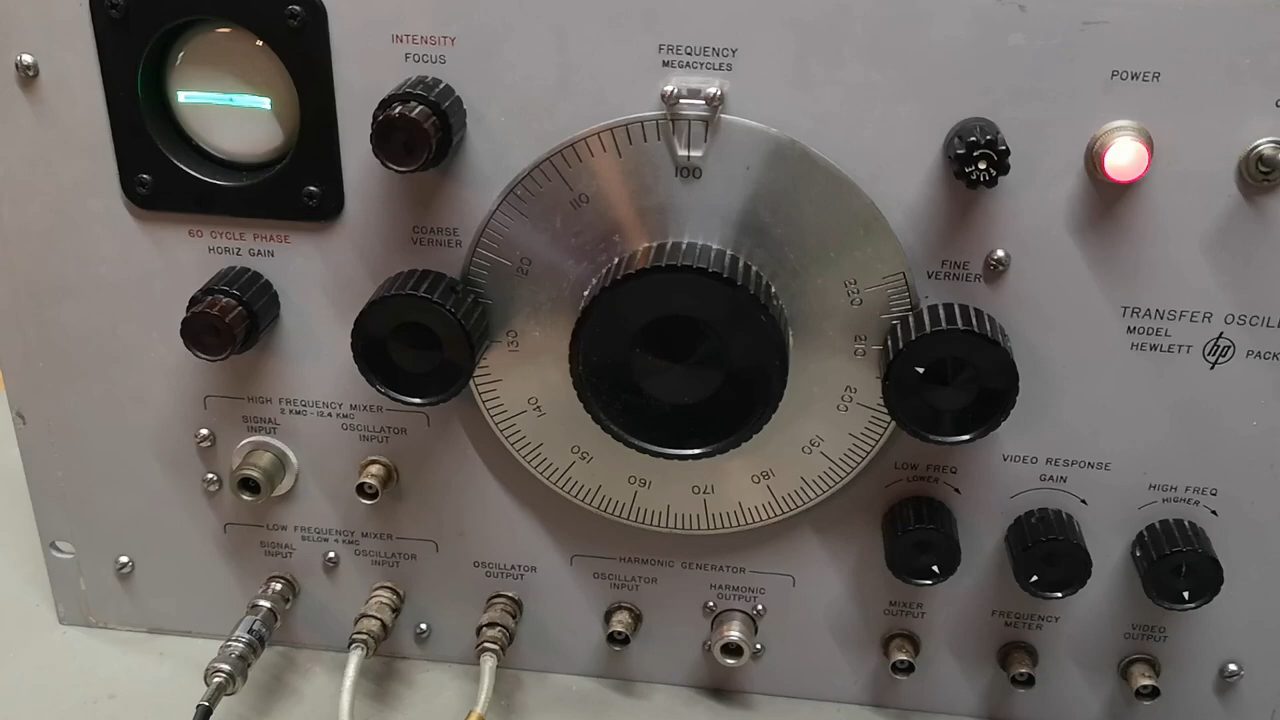 INTENSITY
FOCUS
FREQUENCY
MEGACYCLES
POWER
FUSE
100
110
120
130
140
150
160
170
180
190
200
210
220
60 CYCLE PHASE
HORIZ GAIN
COARSE
VERNIER
FINE
VERNIER
TRANSFER OSCIL
MODEL
HEWLETT hp PACK
HIGH FREQUENCY MIXER
2 KMC-12.4 KMC
SIGNAL
INPUT
OSCILLATOR
INPUT
LOW FREQ
LOWER
VIDEO RESPONSE
GAIN
HIGH FREQ
HIGHER
LOW FREQUENCY MIXER
BELOW 4 KMC
SIGNAL
INPUT
OSCILLATOR
INPUT
OSCILLATOR
OUTPUT
HARMONIC GENERATOR
OSCILLATOR
INPUT
HARMONIC
OUTPUT
MIXER
OUTPUT
FREQUENCY
METER
VIDEO
OUTPUT